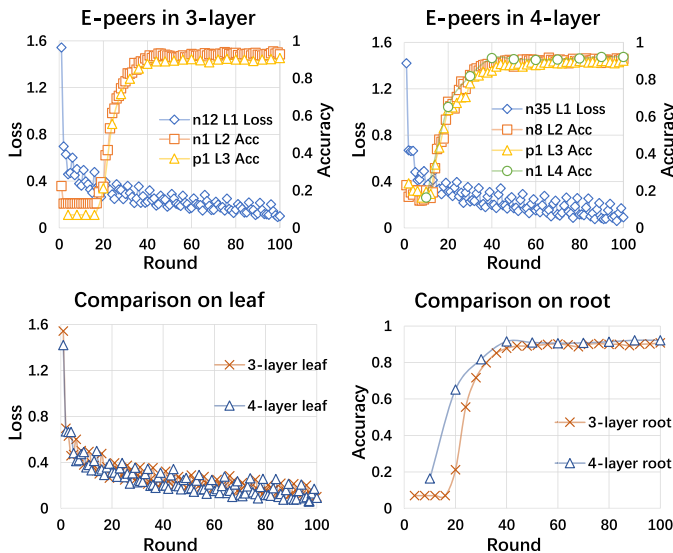 E-peers in 3-layer
1.6
1.2
0.8
0.4
0
1
0.8
0.6
0.4
0.2
0
n12 L1 Loss
n1 L2 Acc
p1 L3 Acc
0 20 40 60 80 100
Loss
Accuracy
Round
E-peers in 4-layer
1.6
1.2
0.8
0.4
0
1
0.8
0.6
0.4
0.2
0
n35 L1 Loss
n8 L2 Acc
p1 L3 Acc
n1 L4 Acc
0 20 40 60 80 100
Loss
Accuracy
Round
Comparison on leaf
1.6
1.2
0.8
0.4
0
3-layer leaf
4-layer leaf
0 20 40 60 80 100
Loss
Round
Comparison on root
1
0.8
0.6
0.4
0.2
0
3-layer root
4-layer root
0 20 40 60 80 100
Accuracy
Round